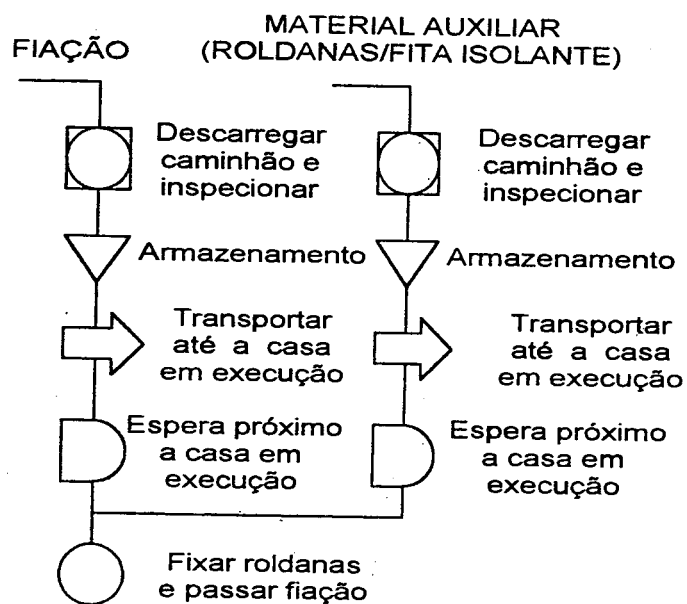 FIAÇÃO
MATERIAL AUXILIAR
(ROLDANAS/FITA ISOLANTE)
Descarregar
caminhão e
inspecionar
Descarregar
caminhão e
inspecionar
Armazenamento
Armazenamento
Transportar
até a casa
em execução
Transportar
até a casa
em execução
Espera próximo
a casa em
execução
Espera próximo
a casa em
execução
Fixar roldanas
e passar fiação